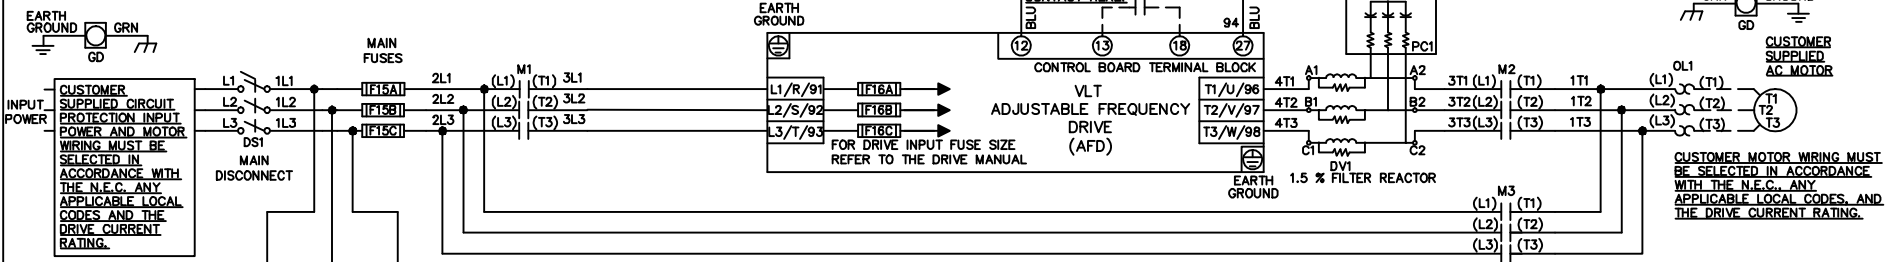 EARTH
GROUND
GRN
GD
INPUT
POWER
CUSTOMER
SUPPLIED CIRCUIT
PROTECTION INPUT
POWER AND MOTOR
WIRING MUST BE
SELECTED IN
ACCORDANCE WITH
THE N.E.C. ANY
APPLICABLE LOCAL
CODES AND THE
DRIVE CURRENT
RATING.
L1 1L1
L2 1L2
L3 1L3
DS1
MAIN
DISCONNECT
MAIN
FUSES
F15A
F15B
F15C
2L1
2L2
2L3
M1
(L1) (T1) 3L1
(L2) (T2) 3L2
(L3) (T3) 3L3
EARTH
GROUND
BLU
94
BLU
12
13
18
27
CONTROL BOARD TERMINAL BLOCK
L1/R/91
L2/S/92
L3/T/93
F16A
F16B
F16C
FOR DRIVE INPUT FUSE SIZE
REFER TO THE DRIVE MANUAL
VLT
ADJUSTABLE FREQUENCY
DRIVE
(AFD)
T1/U/96
T2/V/97
T3/W/98
EARTH
GROUND
4T1
4T2
4T3
A1
B1
C1
PC1
A2
B2
C2
DV1
1.5 % FILTER REACTOR
M2
3T1 (L1) (T1) 1T1
3T2 (L2) (T2) 1T2
3T3 (L3) (T3) 1T3
M3
(L1) (T1)
(L2) (T2)
(L3) (T3)
GD
CUSTOMER
SUPPLIED
AC MOTOR
OL1
(L1) (T1)
(L2) (T2)
(L3) (T3)
T1
T2
T3
CUSTOMER MOTOR WIRING MUST
BE SELECTED IN ACCORDANCE
WITH THE N.E.C., ANY
APPLICABLE LOCAL CODES, AND
THE DRIVE CURRENT RATING.